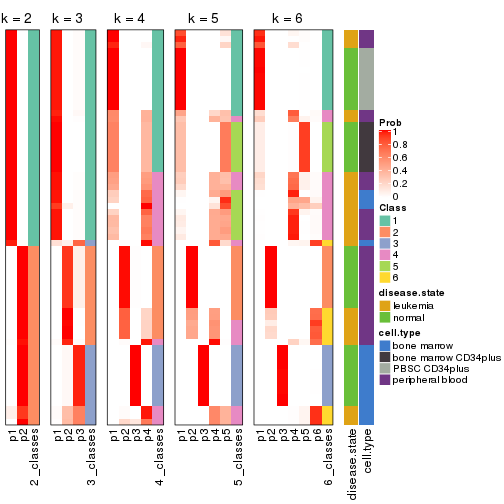 k = 2 k = 3 k = 4 k = 5 k = 6
Prob
1
0.8
0.6
0.4
0.2
0
Class
1
2
3
4
5
6
disease.state
leukemia
normal
cell.type
bone marrow
bone marrow CD34plus
PBSC CD34plus
peripheral blood
p1 p2 2_classes p1 p2 p3 3_classes p1 p2 p3 p4 4_classes p1 p2 p3 p4 p5 5_classes p1 p2 p3 p4 p5 p6 6_classes disease.state cell.type